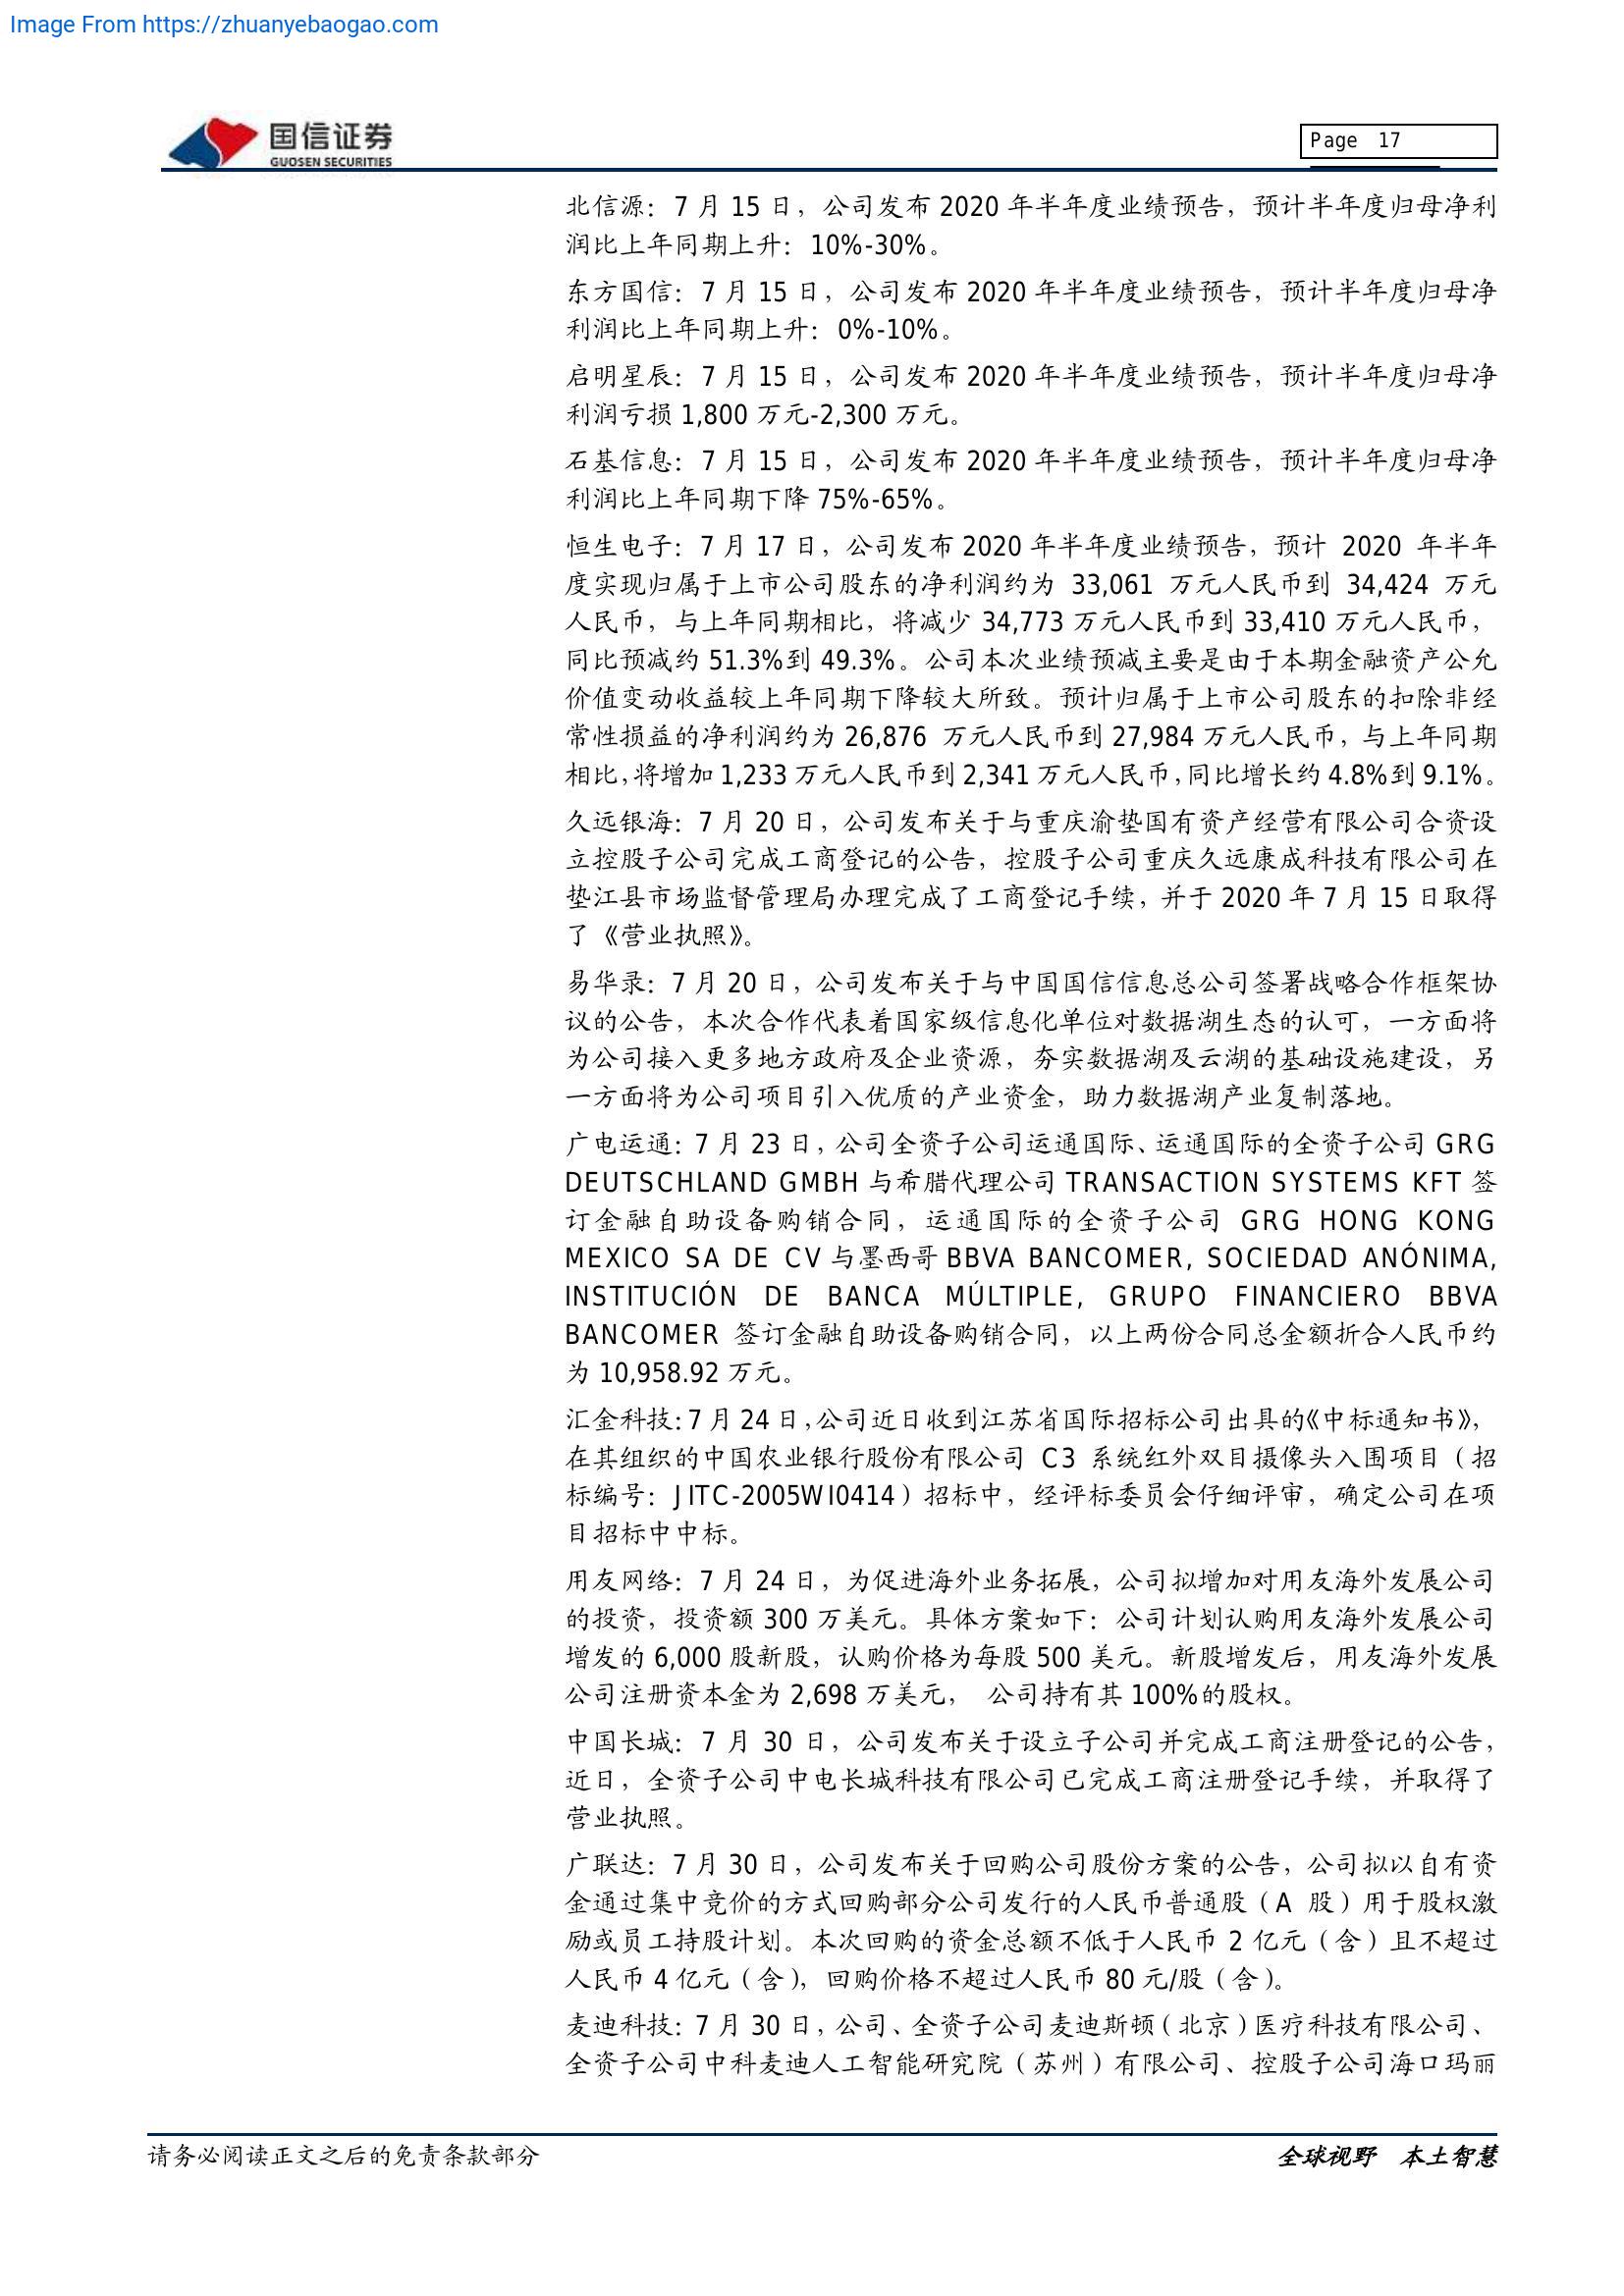 Image From https://zhuanyebaogao.com
国信证券
GUOSEN SECURITIES
Page 17
北信源：7 月 15 日，公司发布 2020 年半年度业绩预告，预计半年度归母净利
润比上年同期上升：10%-30%。
东方国信：7 月 15 日，公司发布 2020 年半年度业绩预告，预计半年度归母净
利润比上年同期上升：0%-10%。
启明星辰：7 月 15 日，公司发布 2020 年半年度业绩预告，预计半年度归母净
利润亏损 1,800 万元-2,300 万元。
石基信息：7 月 15 日，公司发布 2020 年半年度业绩预告，预计半年度归母净
利润比上年同期下降 75%-65%。
恒生电子：7 月 17 日，公司发布 2020 年半年度业绩预告，预计 2020 年半年
度实现归属于上市公司股东的净利润约为 33,061 万元人民币到 34,424 万元
人民币，与上年同期相比，将减少 34,773 万元人民币到 33,410 万元人民币，
同比预减约 51.3%到 49.3%。公司本次业绩预减主要是由于本期金融资产公允
价值变动收益较上年同期下降较大所致。预计归属于上市公司股东的扣除非经
常性损益的净利润约为 26,876 万元人民币到 27,984 万元人民币，与上年同期
相比，将增加 1,233 万元人民币到 2,341 万元人民币，同比增长约 4.8%到 9.1%。
久远银海：7 月 20 日，公司发布关于与重庆渝垫国有资产经营有限公司合资设
立控股子公司完成工商登记的公告，控股子公司重庆久远康成科技有限公司在
垫江县市场监督管理局办理完成了工商登记手续，并于 2020 年 7 月 15 日取得
了《营业执照》。
易华录：7 月 20 日，公司发布关于与中国国信信息总公司签署战略合作框架协
议的公告，本次合作代表着国家级信息化单位对数据湖生态的认可，一方面将
为公司接入更多地方政府及企业资源，夯实数据湖及云湖的基础设施建设，另
一方面将为公司项目引入优质的产业资金，助力数据湖产业复制落地。
广电运通：7 月 23 日，公司全资子公司运通国际、运通国际的全资子公司 GRG
DEUTSCHLAND GMBH 与希腊代理公司 TRANSACTION SYSTEMS KFT 签
订金融自助设备购销合同，运通国际的全资子公司 GRG HONG KONG
MEXICO SA DE CV 与墨西哥 BBVA BANCOMER, SOCIEDAD ANÓNIMA,
INSTITUCIÓN DE BANCA MÚLTIPLE, GRUPO FINANCIERO BBVA
BANCOMER 签订金融自助设备购销合同，以上两份合同总金额折合人民币约
为 10,958.92 万元。
汇金科技：7 月 24 日，公司近日收到江苏省国际招标公司出具的《中标通知书》，
在其组织的中国农业银行股份有限公司 C3 系统红外双目摄像头入围项目（招
标编号：JITC-2005WI0414）招标中，经评标委员会仔细评审，确定公司在项
目招标中中标。
用友网络：7 月 24 日，为促进海外业务拓展，公司拟增加对用友海外发展公司
的投资，投资额 300 万美元。具体方案如下：公司计划认购用友海外发展公司
增发的 6,000 股新股，认购价格为每股 500 美元。新股增发后，用友海外发展
公司注册资本金为 2,698 万美元， 公司持有其 100%的股权。
中国长城：7 月 30 日，公司发布关于设立子公司并完成工商注册登记的公告，
近日，全资子公司中电长城科技有限公司已完成工商注册登记手续，并取得了
营业执照。
广联达：7 月 30 日，公司发布关于回购公司股份方案的公告，公司拟以自有资
金通过集中竞价的方式回购部分公司发行的人民币普通股（A 股）用于股权激
励或员工持股计划。本次回购的资金总额不低于人民币 2 亿元（含）且不超过
人民币 4 亿元（含），回购价格不超过人民币 80 元/股（含）。
麦迪科技：7 月 30 日，公司、全资子公司麦迪斯顿（北京）医疗科技有限公司、
全资子公司中科麦迪人工智能研究院（苏州）有限公司、控股子公司海口玛丽
请务必阅读正文之后的免责条款部分
全球视野 本土智慧